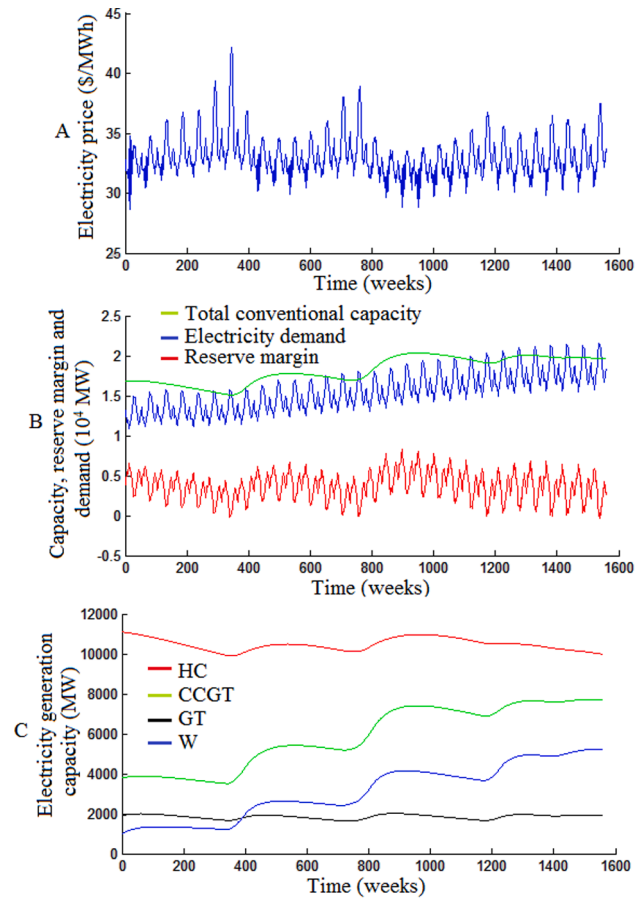 45
40
35
30
25
A
Electricity price ($/MWh)
0 200 400 600 800 1000 1200 1400 1600
Time (weeks)
2.5
2
1.5
1
0.5
0
-0.5
B
Capacity, reserve margin and
demand (10⁴ MW)
Total conventional capacity
Electricity demand
Reserve margin
0 200 400 600 800 1000 1200 1400 1600
Time (weeks)
12000
10000
8000
6000
4000
2000
0
C
Electricity generation
capacity (MW)
HC
CCGT
GT
W
0 200 400 600 800 1000 1200 1400 1600
Time (weeks)